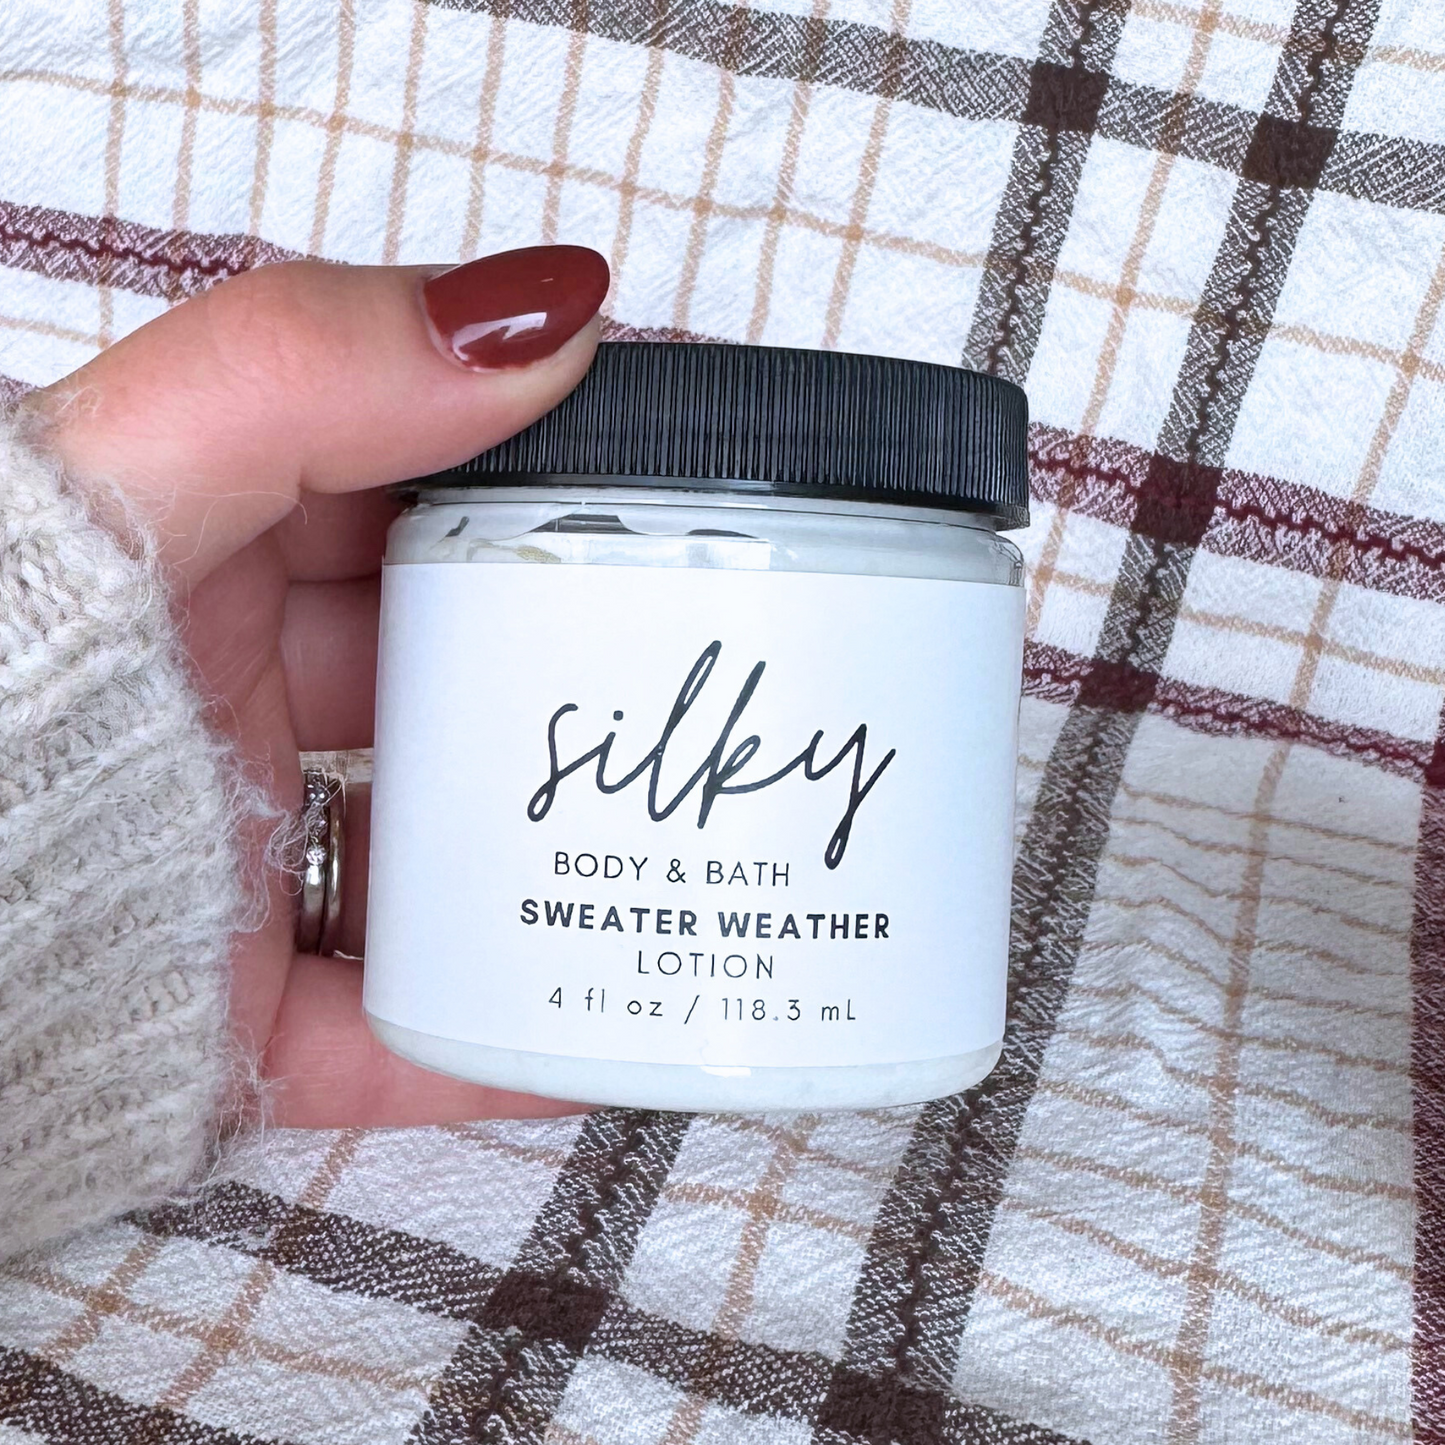 silky
BODY & BATH
SWEATER WEATHER
LOTION
4 fl oz / 118.3 mL